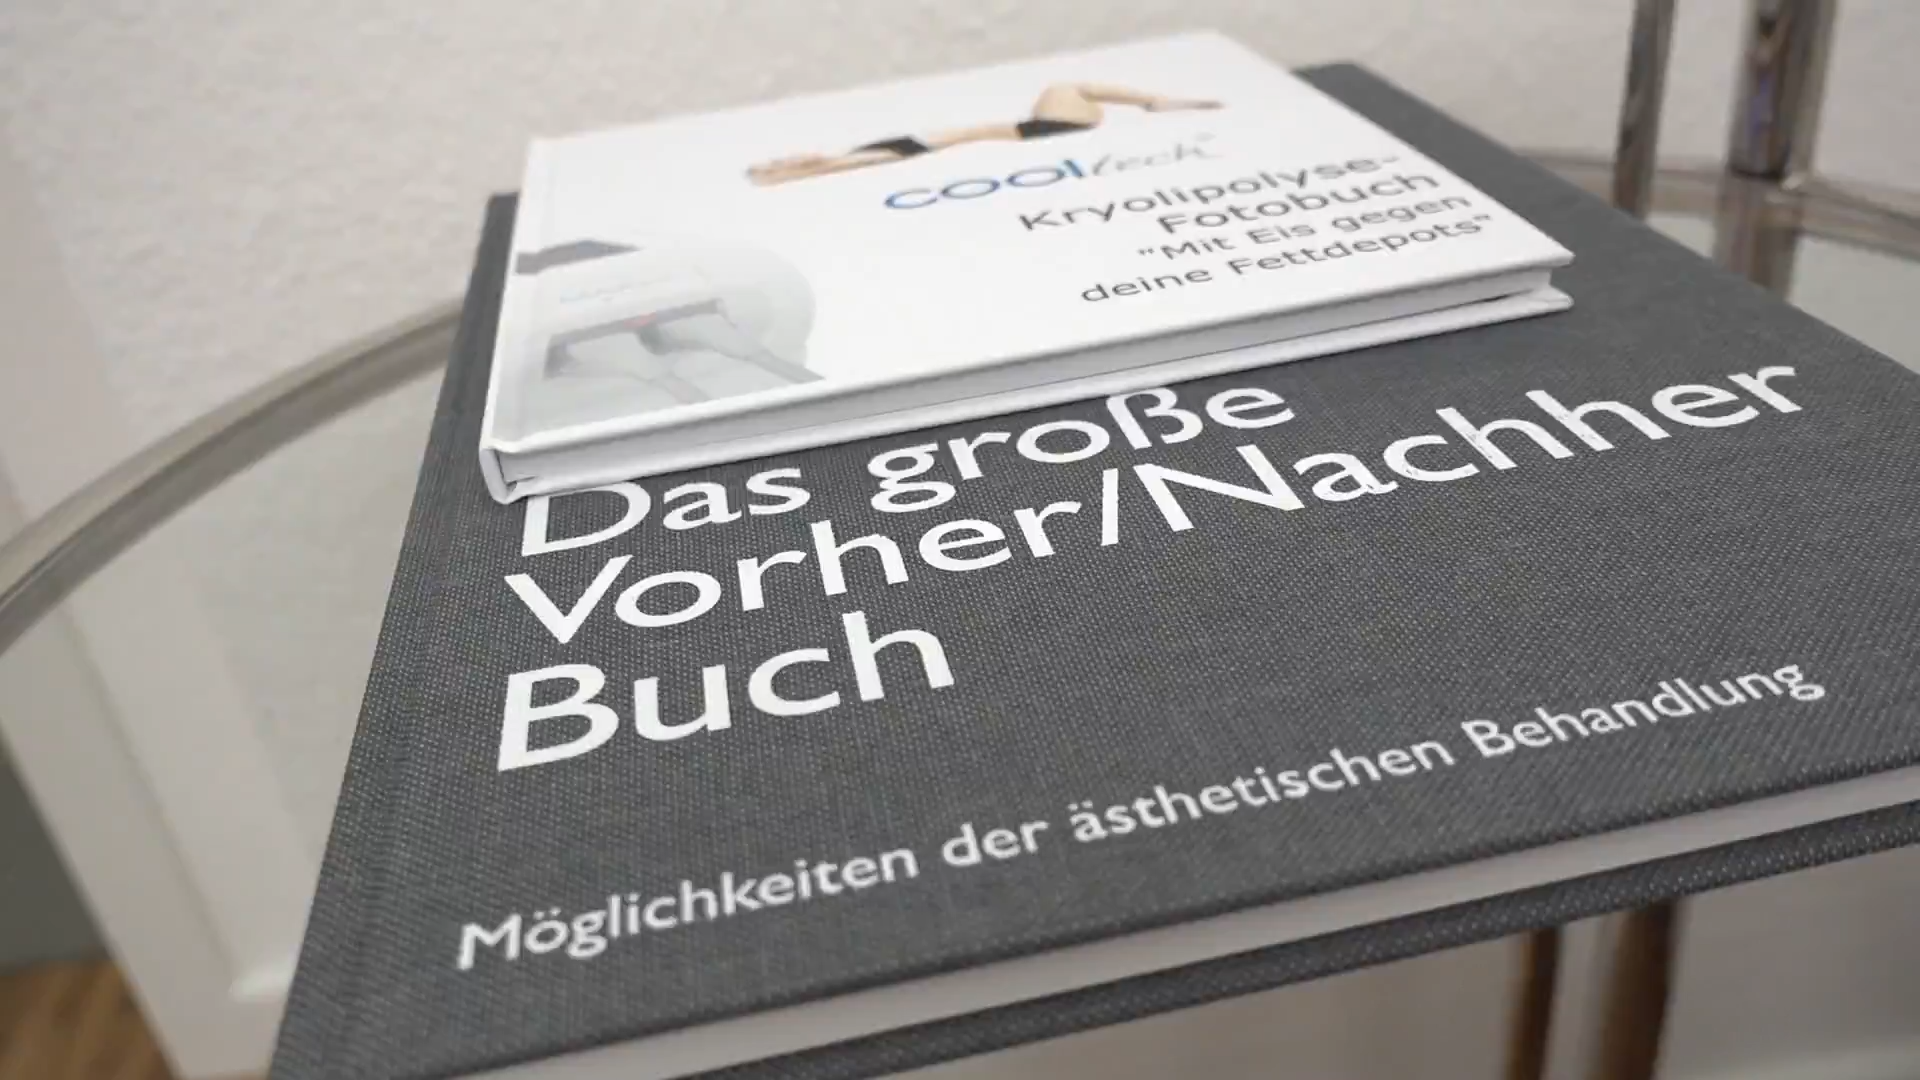 cooltech®
Kryolipolyse-
Fotobuch
"Mit Eis gegen
deine Fettdepots"
Das große
Vorher/Nachher
Buch
Möglichkeiten der ästhetischen Behandlung